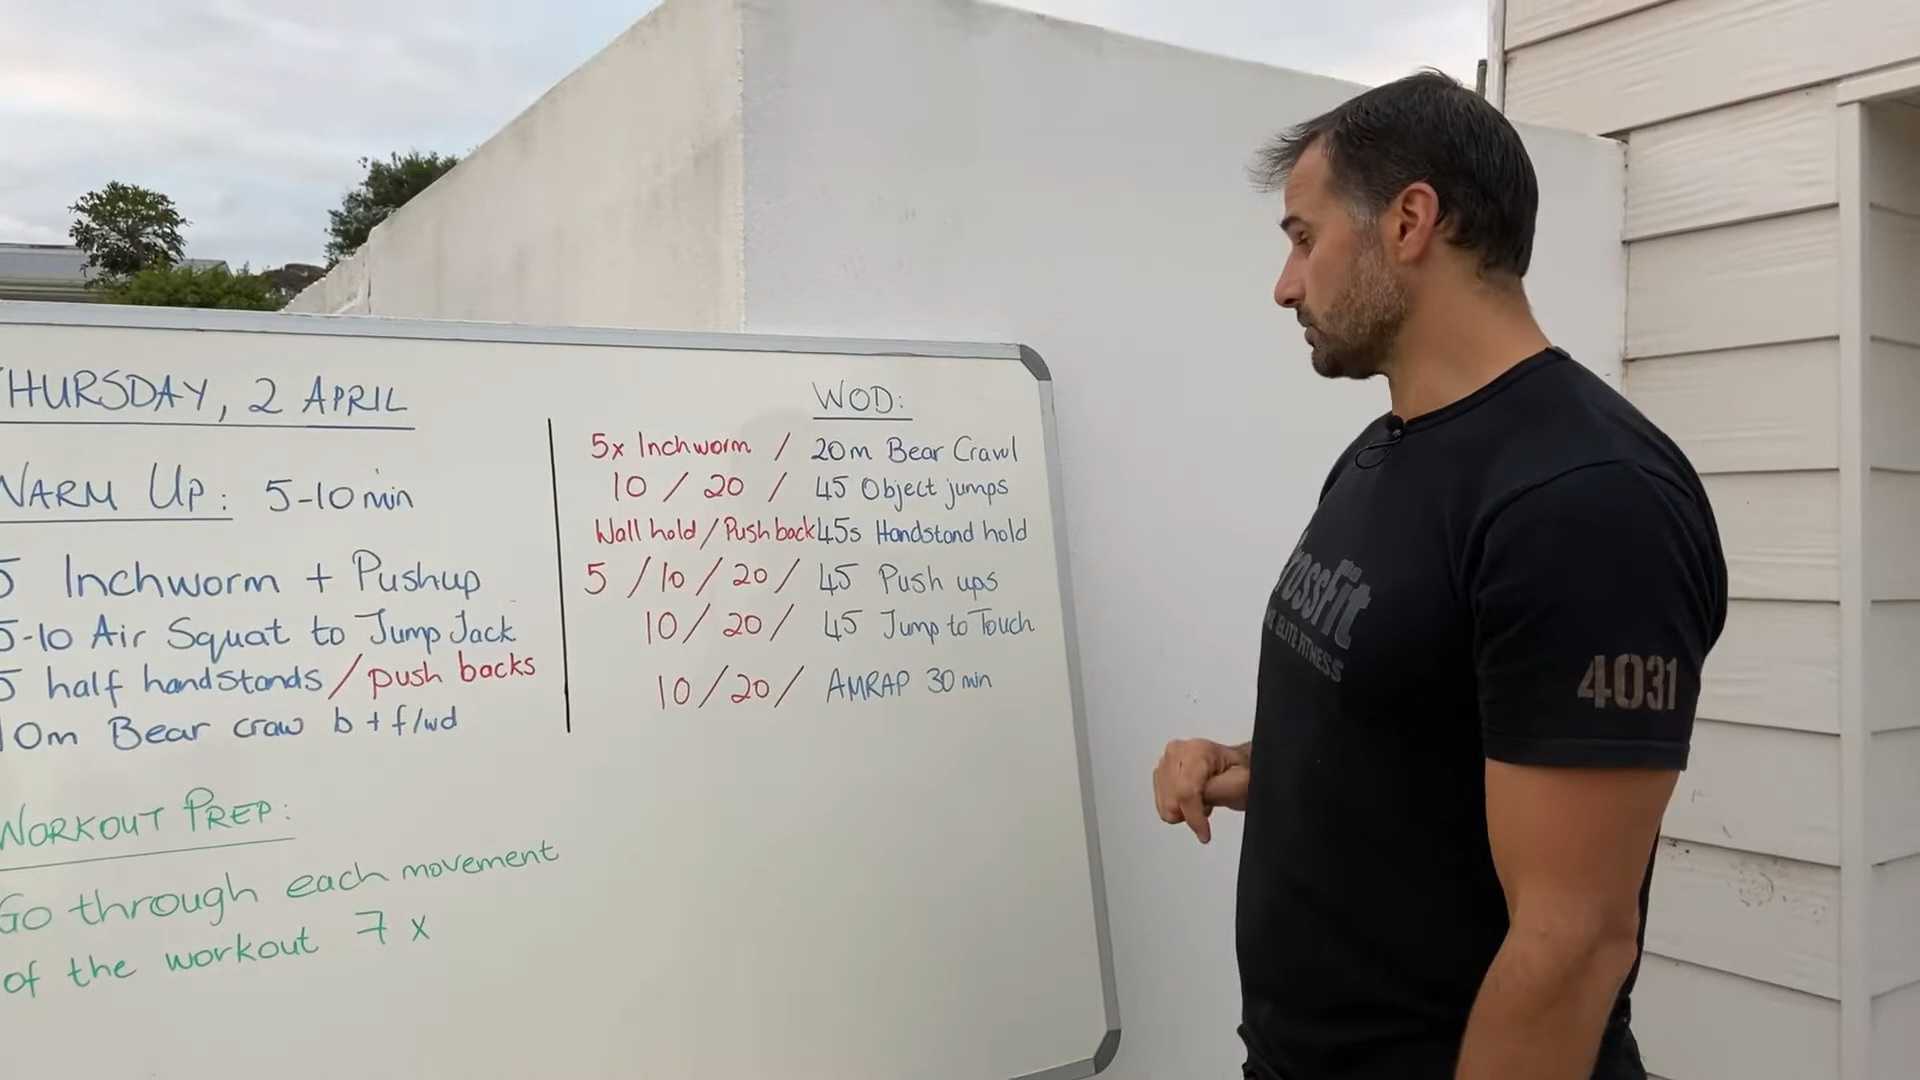 THURSDAY, 2 APRIL
WARM UP: 5-10 min
5 Inchworm + Pushup
5-10 Air Squat to Jump Jack
5 half handstands / push backs
10m Bear craw b + f/wd
WORKOUT PREP:
Go through each movement
of the workout 7 x
WOD:
5x Inchworm / 20m Bear Crawl
10 / 20 / 45 Object jumps
Wall hold / Push back 45s Handstand hold
5 / 10 / 20 / 45 Push ups
10 / 20 / 45 Jump to Touch
10 / 20 / AMRAP 30 min
CrossFit
ELITE FITNESS
4031